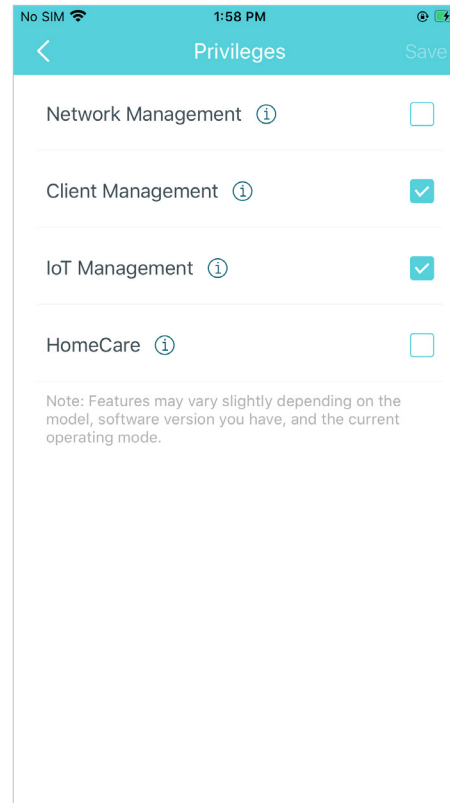 No SIM 1:58 PM
Privileges Save
Network Management
Client Management
IoT Management
HomeCare
Note: Features may vary slightly depending on the
model, software version you have, and the current
operating mode.